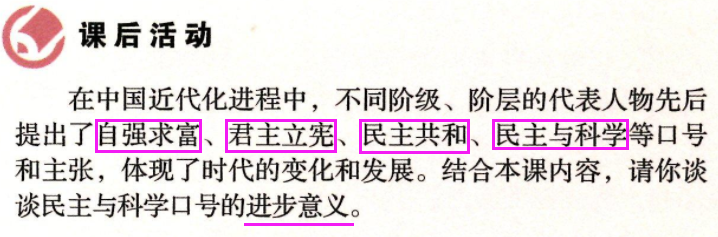 课后活动
在中国近代化进程中，不同阶级、阶层的代表人物先后
提出了自强求富、君主立宪、民主共和、民主与科学等口号
和主张，体现了时代的变化和发展。结合本课内容，请你谈
谈民主与科学口号的进步意义。